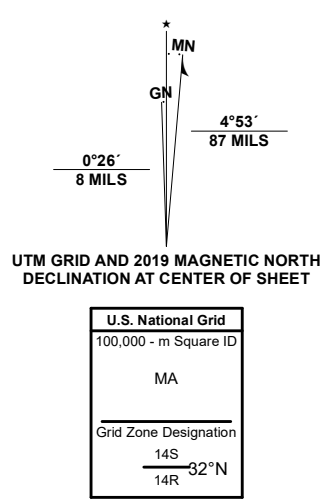 ★
MN
GN
4°53´
87 MILS
0°26´
8 MILS
UTM GRID AND 2019 MAGNETIC NORTH
DECLINATION AT CENTER OF SHEET
U.S. National Grid
100,000 - m Square ID
MA
Grid Zone Designation
14S
32°N
14R